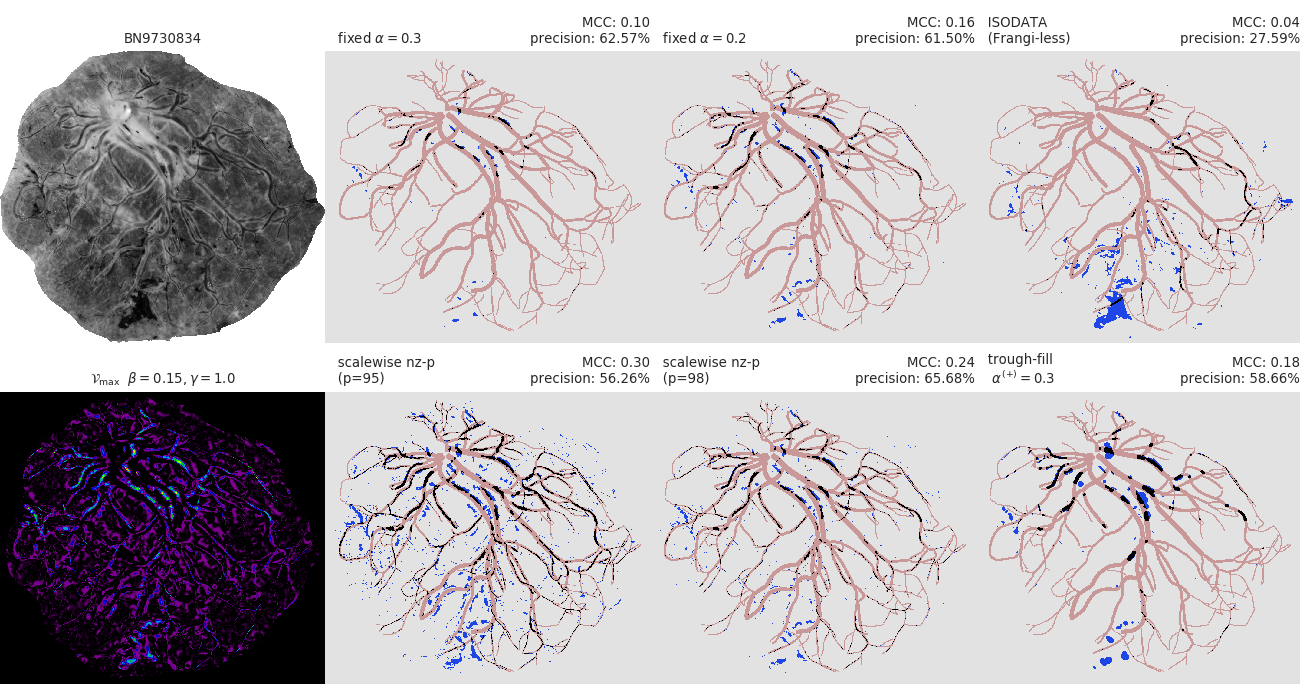 BN9730834
fixed α = 0.3
MCC: 0.10
precision: 62.57%
fixed α = 0.2
MCC: 0.16
precision: 61.50%
ISODATA
(Frangi-less)
MCC: 0.04
precision: 27.59%
𝒱max β = 0.15, γ = 1.0
scalewise nz-p
(p=95)
MCC: 0.30
precision: 56.26%
scalewise nz-p
(p=98)
MCC: 0.24
precision: 65.68%
trough-fill
α(+) = 0.3
MCC: 0.18
precision: 58.66%